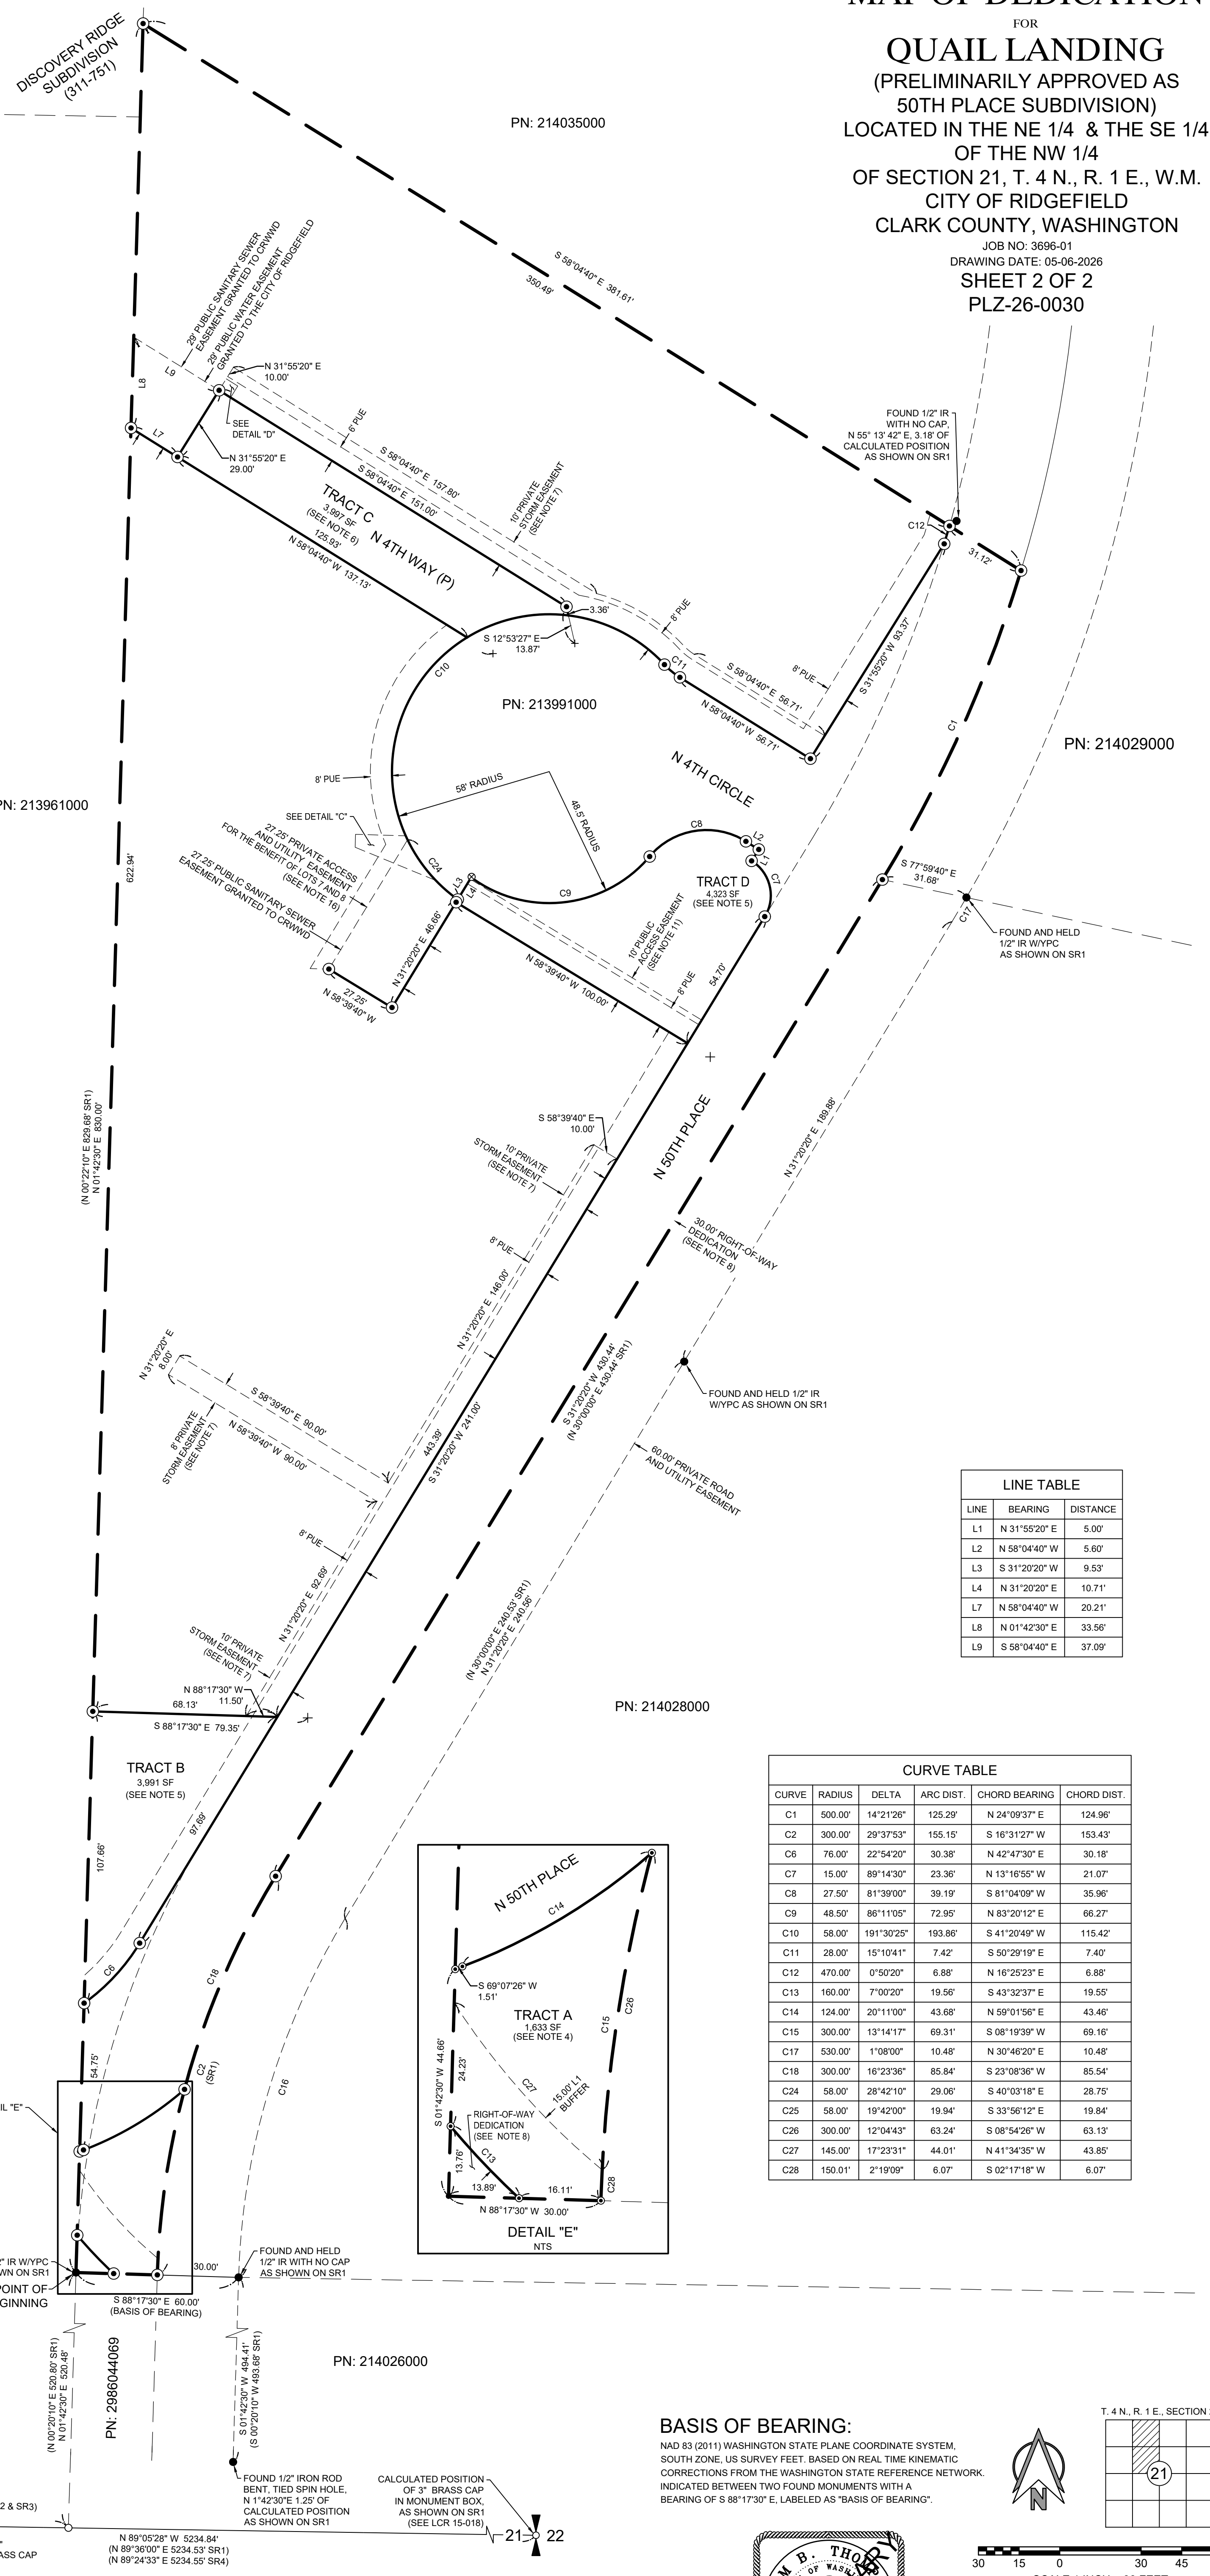 MAP OF DEDICATION
FOR
QUAIL LANDING
(PRELIMINARILY APPROVED AS
50TH PLACE SUBDIVISION)
LOCATED IN THE NE 1/4 & THE SE 1/4
OF THE NW 1/4
OF SECTION 21, T. 4 N., R. 1 E., W.M.
CITY OF RIDGEFIELD
CLARK COUNTY, WASHINGTON
JOB NO: 3696-01
DRAWING DATE: 05-06-2026
SHEET 2 OF 2
PLZ-26-0030
DISCOVERY RIDGE
SUBDIVISION
(311-751)
PN: 214035000
S 58°04'40" E 381.61'
350.49'
29' PUBLIC SANITARY SEWER
EASEMENT GRANTED TO CRWWD
29' PUBLIC WATER EASEMENT
GRANTED TO THE CITY OF RIDGEFIELD
L8
L9
N 31°55'20" E
10.00'
SEE
DETAIL "D"
L7
N 31°55'20" E
29.00'
6' PUE
S 58°04'40" E 157.80'
S 58°04'40" E 151.00'
10' PRIVATE
STORM EASEMENT
(SEE NOTE 7)
TRACT C
3,997 SF
(SEE NOTE 6)
125.93'
N 58°04'40" W 137.13'
N 4TH WAY (P)
FOUND 1/2" IR
WITH NO CAP,
N 55° 13' 42" E, 3.18' OF
CALCULATED POSITION
AS SHOWN ON SR1
C12
31.12'
3.36'
S 12°53'27" E
13.87'
8' PUE
C10
C11
S 58°04'40" E 56.71'
N 58°04'40" W 56.71'
8' PUE
S 31°55'20" W 93.37'
PN: 213991000
C1
PN: 214029000
N 4TH CIRCLE
8' PUE
58' RADIUS
48.5' RADIUS
PN: 213961000
SEE DETAIL "C"
27.25' PRIVATE ACCESS
AND UTILITY EASEMENT
FOR THE BENEFIT OF LOTS 7 AND 8
(SEE NOTE 16)
27.25' PUBLIC SANITARY SEWER
EASEMENT GRANTED TO CRWWD
C24
L3
L4
C9
C8
L2
L1
C7
TRACT D
4,323 SF
(SEE NOTE 5)
S 77°59'40" E
31.68'
C17
FOUND AND HELD
1/2" IR W/YPC
AS SHOWN ON SR1
622.94'
N 31°20'20" E 46.66'
27.25'
N 58°39'40" W
10' PUBLIC
ACCESS EASEMENT
(SEE NOTE 11)
8' PUE
N 58°39'40" W 100.00'
54.70'
(N 00°22'10" E 829.68' SR1)
N 01°42'30" E 830.00'
S 58°39'40" E
10.00'
10' PRIVATE
STORM EASEMENT
(SEE NOTE 7)
N 50TH PLACE
N 31°20'20" E 189.88'
30.00' RIGHT-OF-WAY
DEDICATION
(SEE NOTE 8)
8' PUE
N 31°20'20" E 146.00'
N 31°20'20" E
8.00'
S 58°39'40" E 90.00'
N 58°39'40" W 90.00'
8' PRIVATE
STORM EASEMENT
(SEE NOTE 7)
443.39'
S 31°20'20" W 241.00'
S 31°20'20" W 430.44'
(N 30°00'00" E 430.44' SR1)
FOUND AND HELD 1/2" IR
W/YPC AS SHOWN ON SR1
60.00' PRIVATE ROAD
AND UTILITY EASEMENT
8' PUE
N 31°20'20" E 92.69'
(N 30°00'00" E 240.53' SR1)
N 31°20'20" E 240.56'
10' PRIVATE
STORM EASEMENT
(SEE NOTE 7)
N 88°17'30" W
11.50'
68.13'
S 88°17'30" E 79.35'
TRACT B
3,991 SF
(SEE NOTE 5)
97.69'
107.66'
C6
C18
C16
54.75'
C2
(SR1)
PN: 214028000
LINE TABLE
LINE BEARING DISTANCE
L1 N 31°55'20" E 5.00'
L2 N 58°04'40" W 5.60'
L3 S 31°20'20" W 9.53'
L4 N 31°20'20" E 10.71'
L7 N 58°04'40" W 20.21'
L8 N 01°42'30" E 33.56'
L9 S 58°04'40" E 37.09'
CURVE TABLE
CURVE RADIUS DELTA ARC DIST. CHORD BEARING CHORD DIST.
C1 500.00' 14°21'26" 125.29' N 24°09'37" E 124.96'
C2 300.00' 29°37'53" 155.15' S 16°31'27" W 153.43'
C6 76.00' 22°54'20" 30.38' N 42°47'30" E 30.18'
C7 15.00' 89°14'30" 23.36' N 13°16'55" W 21.07'
C8 27.50' 81°39'00" 39.19' S 81°04'09" W 35.96'
C9 48.50' 86°11'05" 72.95' N 83°20'12" E 66.27'
C10 58.00' 191°30'25" 193.86' S 41°20'49" W 115.42'
C11 28.00' 15°10'41" 7.42' S 50°29'19" E 7.40'
C12 470.00' 0°50'20" 6.88' N 16°25'23" E 6.88'
C13 160.00' 7°00'20" 19.56' S 43°32'37" E 19.55'
C14 124.00' 20°11'00" 43.68' N 59°01'56" E 43.46'
C15 300.00' 13°14'17" 69.31' S 08°19'39" W 69.16'
C17 530.00' 1°08'00" 10.48' N 30°46'20" E 10.48'
C18 300.00' 16°23'36" 85.84' S 23°08'36" W 85.54'
C24 58.00' 28°42'10" 29.06' S 40°03'18" E 28.75'
C25 58.00' 19°42'00" 19.94' S 33°56'12" E 19.84'
C26 300.00' 12°04'43" 63.24' S 08°54'26" W 63.13'
C27 145.00' 17°23'31" 44.01' N 41°34'35" W 43.85'
C28 150.01' 2°19'09" 6.07' S 02°17'18" W 6.07'
N 50TH PLACE
C14
S 69°07'26" W
1.51'
TRACT A
1,633 SF
(SEE NOTE 4)
C15
C26
S 01°42'30" W 44.66'
24.23'
C27
15.00' L1
BUFFER
RIGHT-OF-WAY
DEDICATION
(SEE NOTE 8)
13.76'
C13
13.89'
16.11'
C28
N 88°17'30" W 30.00'
DETAIL "E"
NTS
IL "E"
2" IR W/YPC
WN ON SR1
POINT OF
GINNING
30.00'
FOUND AND HELD
1/2" IR WITH NO CAP
AS SHOWN ON SR1
S 88°17'30" E 60.00'
(BASIS OF BEARING)
(N 00°20'10" E 520.80' SR1)
N 01°42'30" E 520.48'
PN: 2986044069
S 01°42'30" W 494.41'
(S 00°20'10" W 493.68' SR1)
PN: 214026000
FOUND 1/2" IRON ROD
BENT, TIED SPIN HOLE,
N 1°42'30"E 1.25' OF
CALCULATED POSITION
AS SHOWN ON SR1
CALCULATED POSITION
OF 3" BRASS CAP
IN MONUMENT BOX,
AS SHOWN ON SR1
(SEE LCR 15-018)
21 22
2 & SR3)
ASS CAP
N 89°05'28" W 5234.84'
(N 89°36'00" E 5234.53' SR1)
(N 89°24'33" E 5234.55' SR4)
BASIS OF BEARING:
NAD 83 (2011) WASHINGTON STATE PLANE COORDINATE SYSTEM,
SOUTH ZONE, US SURVEY FEET. BASED ON REAL TIME KINEMATIC
CORRECTIONS FROM THE WASHINGTON STATE REFERENCE NETWORK.
INDICATED BETWEEN TWO FOUND MONUMENTS WITH A
BEARING OF S 88°17'30" E, LABELED AS "BASIS OF BEARING".
N
T. 4 N., R. 1 E., SECTION
21
30 15 0 30 45